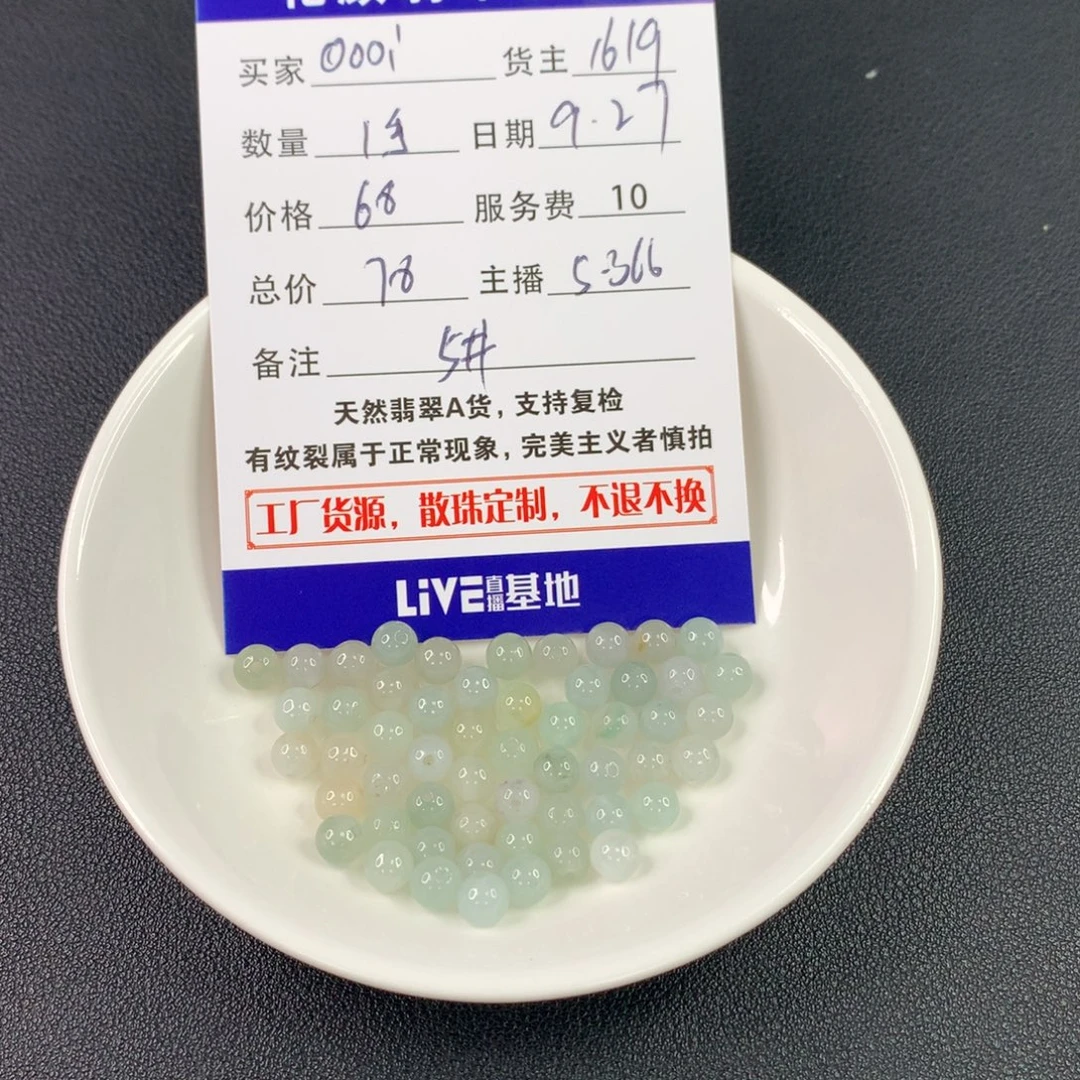 买家 0001 货主 1619
数量 1手 日期 9.27
价格 68 服务费 10
总价 78 主播 5-366
备注 5#
天然翡翠A货，支持复检
有纹裂属于正常现象，完美主义者慎拍
工厂货源，散珠定制，不退不换
LiVE直播基地